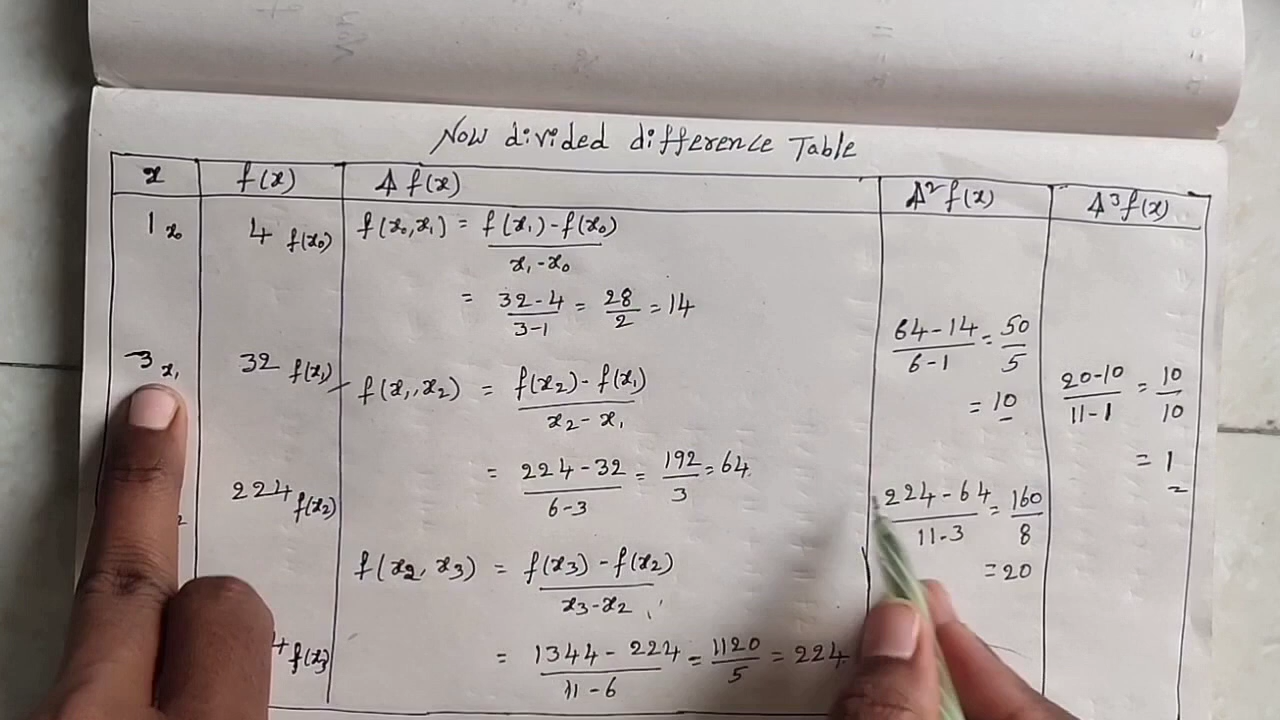 Now divided difference Table
x f(x) Δ f(x) Δ² f(x) Δ³ f(x)
1 x₀ 4 f(x₀) f(x₀,x₁) = f(x₁)-f(x₀) / x₁-x₀
= 32-4 / 3-1 = 28 / 2 = 14
64-14 / 6-1 = 50 / 5
= 10
3 x₁ 32 f(x₁) f(x₁,x₂) = f(x₂)-f(x₁) / x₂-x₁
20-10 / 11-1 = 10 / 10
= 1
= 224-32 / 6-3 = 192 / 3 = 64
224 f(x₂)
224-64 / 11-3 = 160 / 8
= 20
f(x₂,x₃) = f(x₃)-f(x₂) / x₃-x₂
4 f(x₃) = 1344-224 / 11-6 = 1120 / 5 = 224